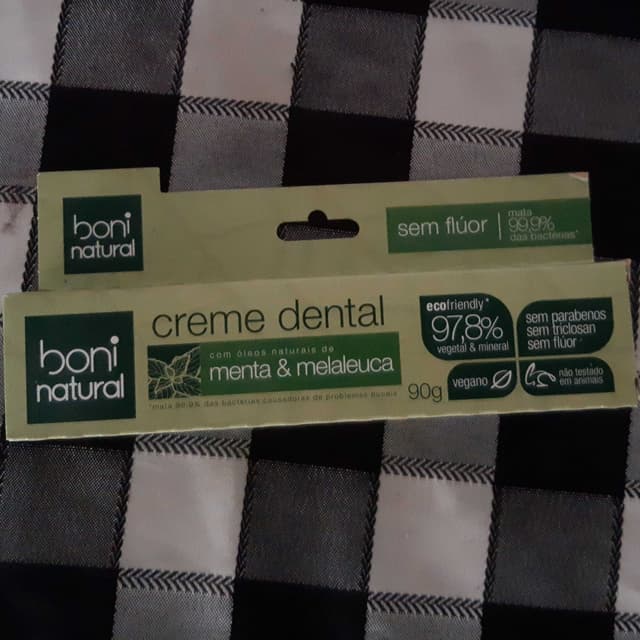 boni
natural
sem flúor
mata
99,9%
das bactérias*
boni
natural
creme dental
com óleos naturais de
menta & melaleuca
*mata 99,9% das bactérias causadoras de problemas bucais
90g
ecofriendly*
97,8%
vegetal & mineral
sem parabenos
sem triclosan
sem flúor
vegano
não testado
em animais